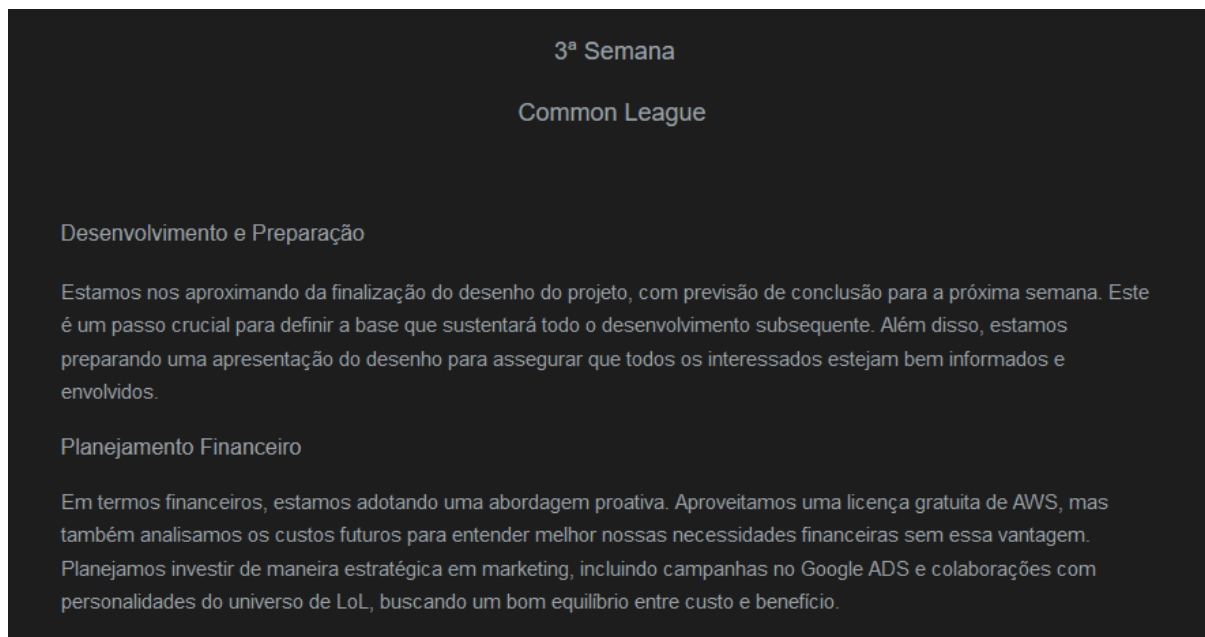 3ª Semana
Common League
Desenvolvimento e Preparação
Estamos nos aproximando da finalização do desenho do projeto, com previsão de conclusão para a próxima semana. Este
é um passo crucial para definir a base que sustentará todo o desenvolvimento subsequente. Além disso, estamos
preparando uma apresentação do desenho para assegurar que todos os interessados estejam bem informados e
envolvidos.
Planejamento Financeiro
Em termos financeiros, estamos adotando uma abordagem proativa. Aproveitamos uma licença gratuita de AWS, mas
também analisamos os custos futuros para entender melhor nossas necessidades financeiras sem essa vantagem.
Planejamos investir de maneira estratégica em marketing, incluindo campanhas no Google ADS e colaborações com
personalidades do universo de LoL, buscando um bom equilíbrio entre custo e benefício.